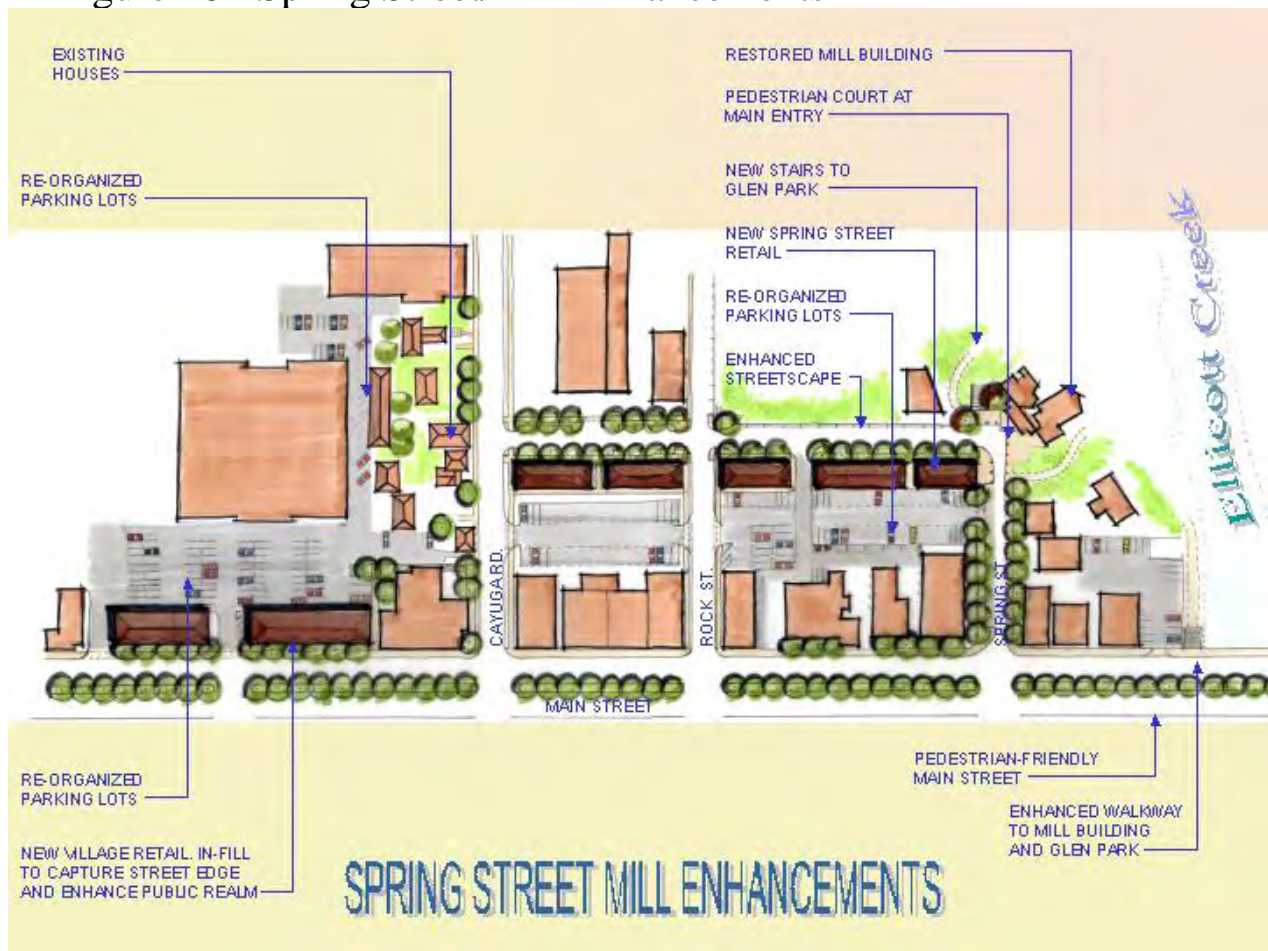 EXISTING
HOUSES
RE-ORGANIZED
PARKING LOTS
RESTORED MILL BUILDING
PEDESTRIAN COURT AT
MAIN ENTRY
NEW STAIRS TO
GLEN PARK
NEW SPRING STREET
RETAIL
RE-ORGANIZED
PARKING LOTS
ENHANCED
STREETSCAPE
Ellicott Creek
CAYUGA RD.
ROCK ST.
SPRING ST.
MAIN STREET
RE-ORGANIZED
PARKING LOTS
NEW VILLAGE RETAIL. IN-FILL
TO CAPTURE STREET EDGE
AND ENHANCE PUBLIC REALM
PEDESTRIAN-FRIENDLY
MAIN STREET
ENHANCED WALKWAY
TO MILL BUILDING
AND GLEN PARK
SPRING STREET MILL ENHANCEMENTS